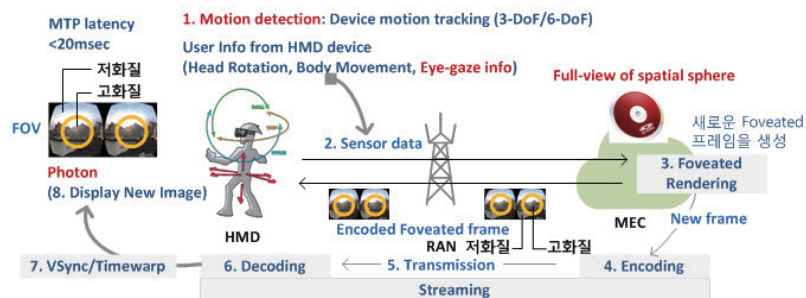 1. Motion detection: Device motion tracking (3-DoF/6-DoF)
MTP latency
<20msec
User Info from HMD device
(Head Rotation, Body Movement, Eye-gaze info)
저화질
고화질
FOV
Full-view of spatial sphere
새로운 Foveated
프레임을 생성
2. Sensor data
3. Foveated
Rendering
Photon
(8. Display New Image)
New frame
Encoded Foveated frame
MEC
HMD
RAN
저화질
고화질
7. VSync/Timewarp
6. Decoding
5. Transmission
4. Encoding
Streaming